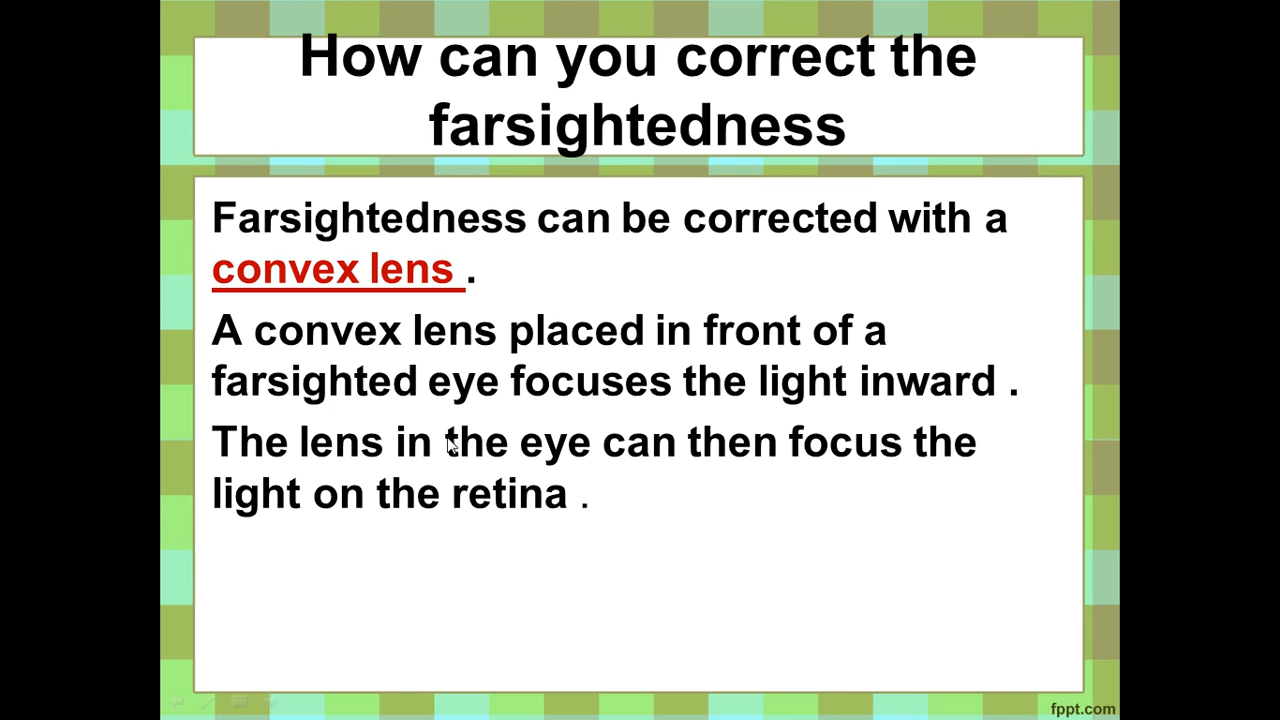 How can you correct the
farsightedness
Farsightedness can be corrected with a
convex lens .
A convex lens placed in front of a
farsighted eye focuses the light inward .
The lens in the eye can then focus the
light on the retina .
fppt.com